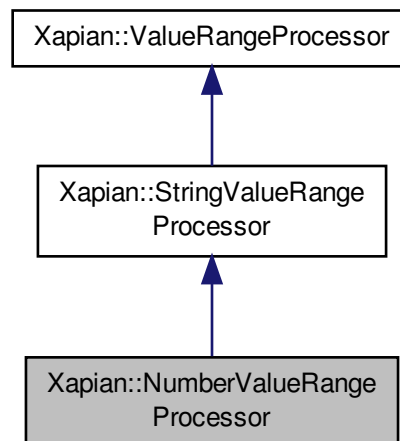 Xapian::ValueRangeProcessor
Xapian::StringValueRange
Processor
Xapian::NumberValueRange
Processor